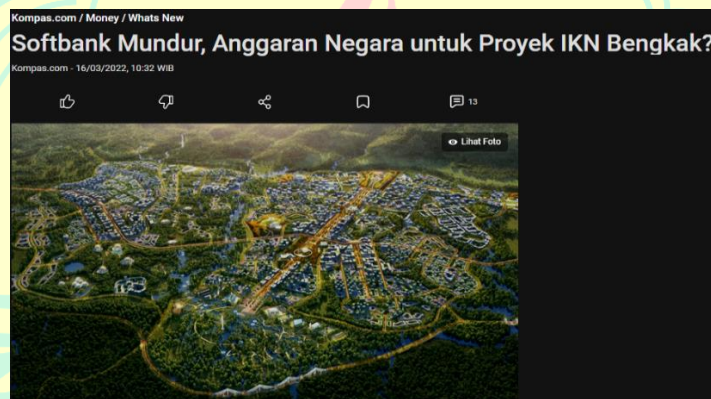 Kompas.com / Money / Whats New
Softbank Mundur, Anggaran Negara untuk Proyek IKN Bengkak?
Kompas.com - 16/03/2022, 10:32 WIB
13
Lihat Foto